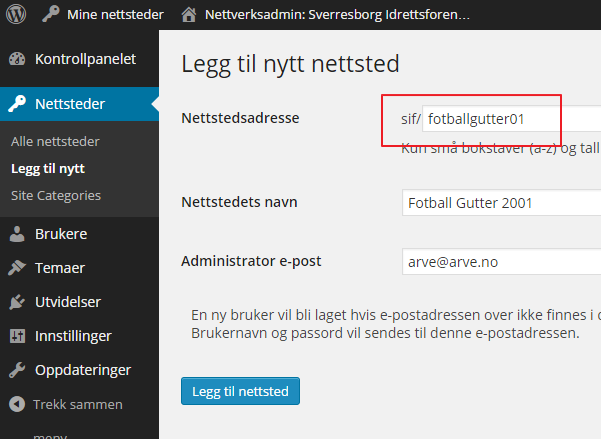 Mine nettsteder
Nettverksadmin: Sverresborg Idrettsforen…
Kontrollpanelet
Nettsteder
Alle nettsteder
Legg til nytt
Site Categories
Brukere
Temaer
Utvidelser
Innstillinger
Oppdateringer
Trekk sammen
meny
Legg til nytt nettsted
Nettstedsadresse
sif/ fotballgutter01
Kun små bokstaver (a-z) og tall
Nettstedets navn
Fotball Gutter 2001
Administrator e-post
arve@arve.no
En ny bruker vil bli laget hvis e-postadressen over ikke finnes i d
Brukernavn og passord vil sendes til denne e-postadressen.
Legg til nettsted